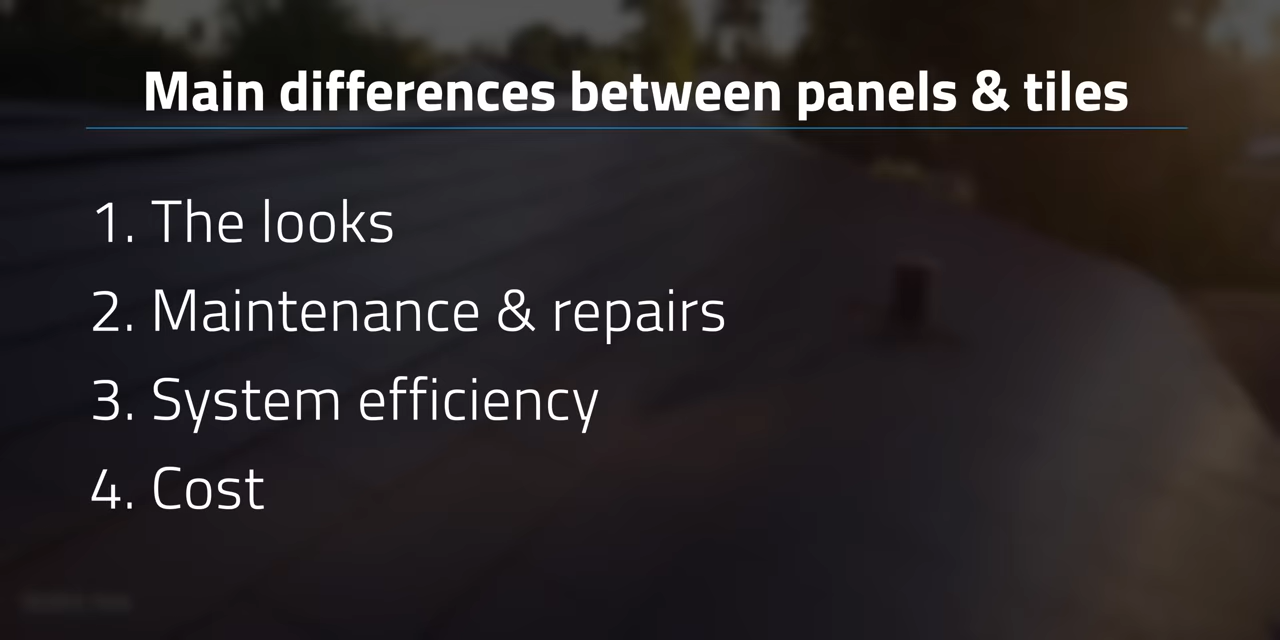 Main differences between panels & tiles
1. The looks
2. Maintenance & repairs
3. System efficiency
4. Cost